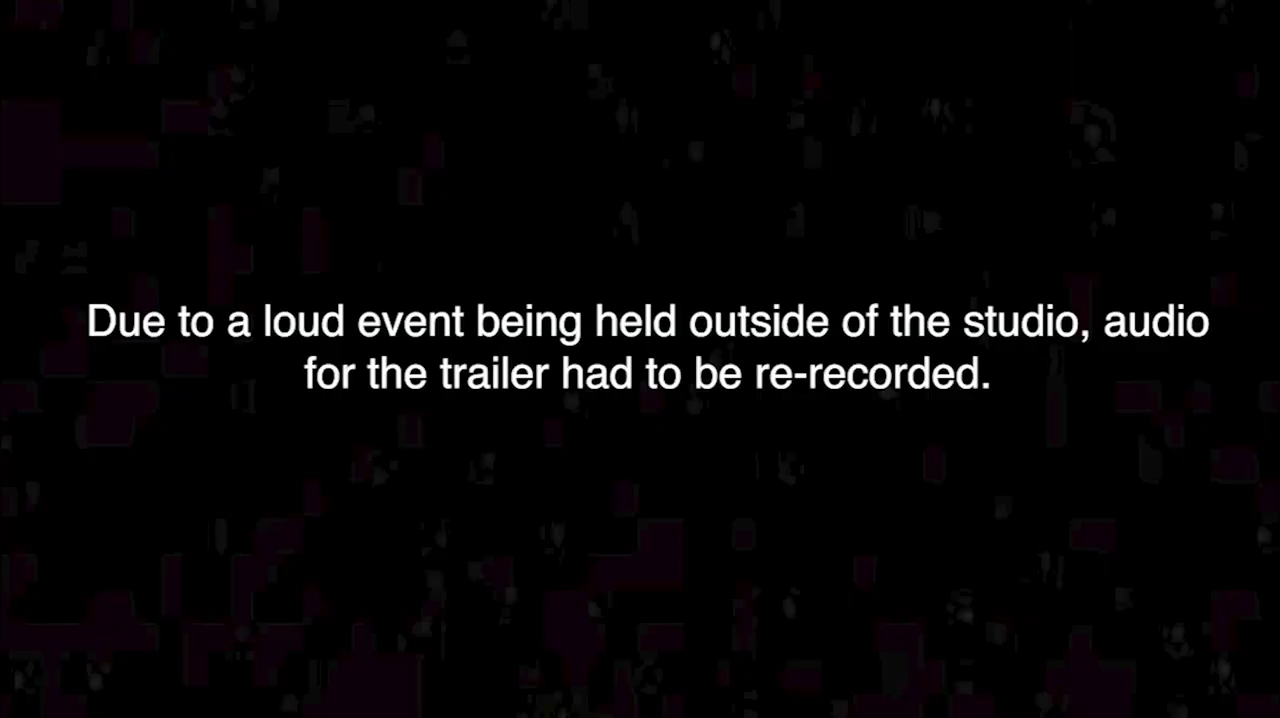 Due to a loud event being held outside of the studio, audio
for the trailer had to be re-recorded.